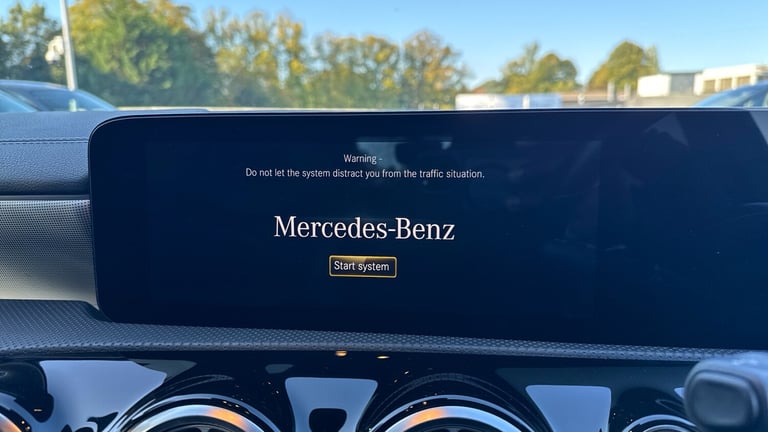 Warning -
Do not let the system distract you from the traffic situation.
Mercedes-Benz
Start system